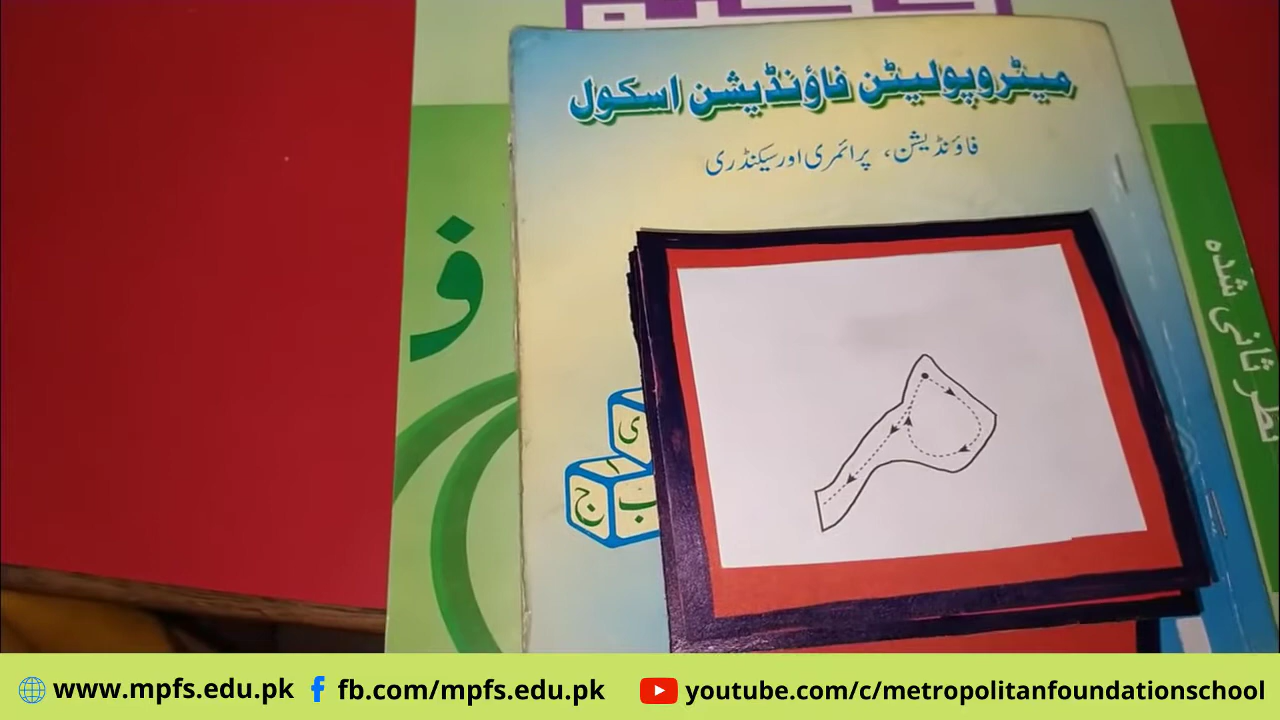 میٹروپولیٹن فاؤنڈیشن اسکول
فاؤنڈیشن، پرائمری اور سیکنڈری
ف
نظر ثانی شدہ
ی
ج
ب
www.mpfs.edu.pk
fb.com/mpfs.edu.pk
youtube.com/c/metropolitanfoundationschool